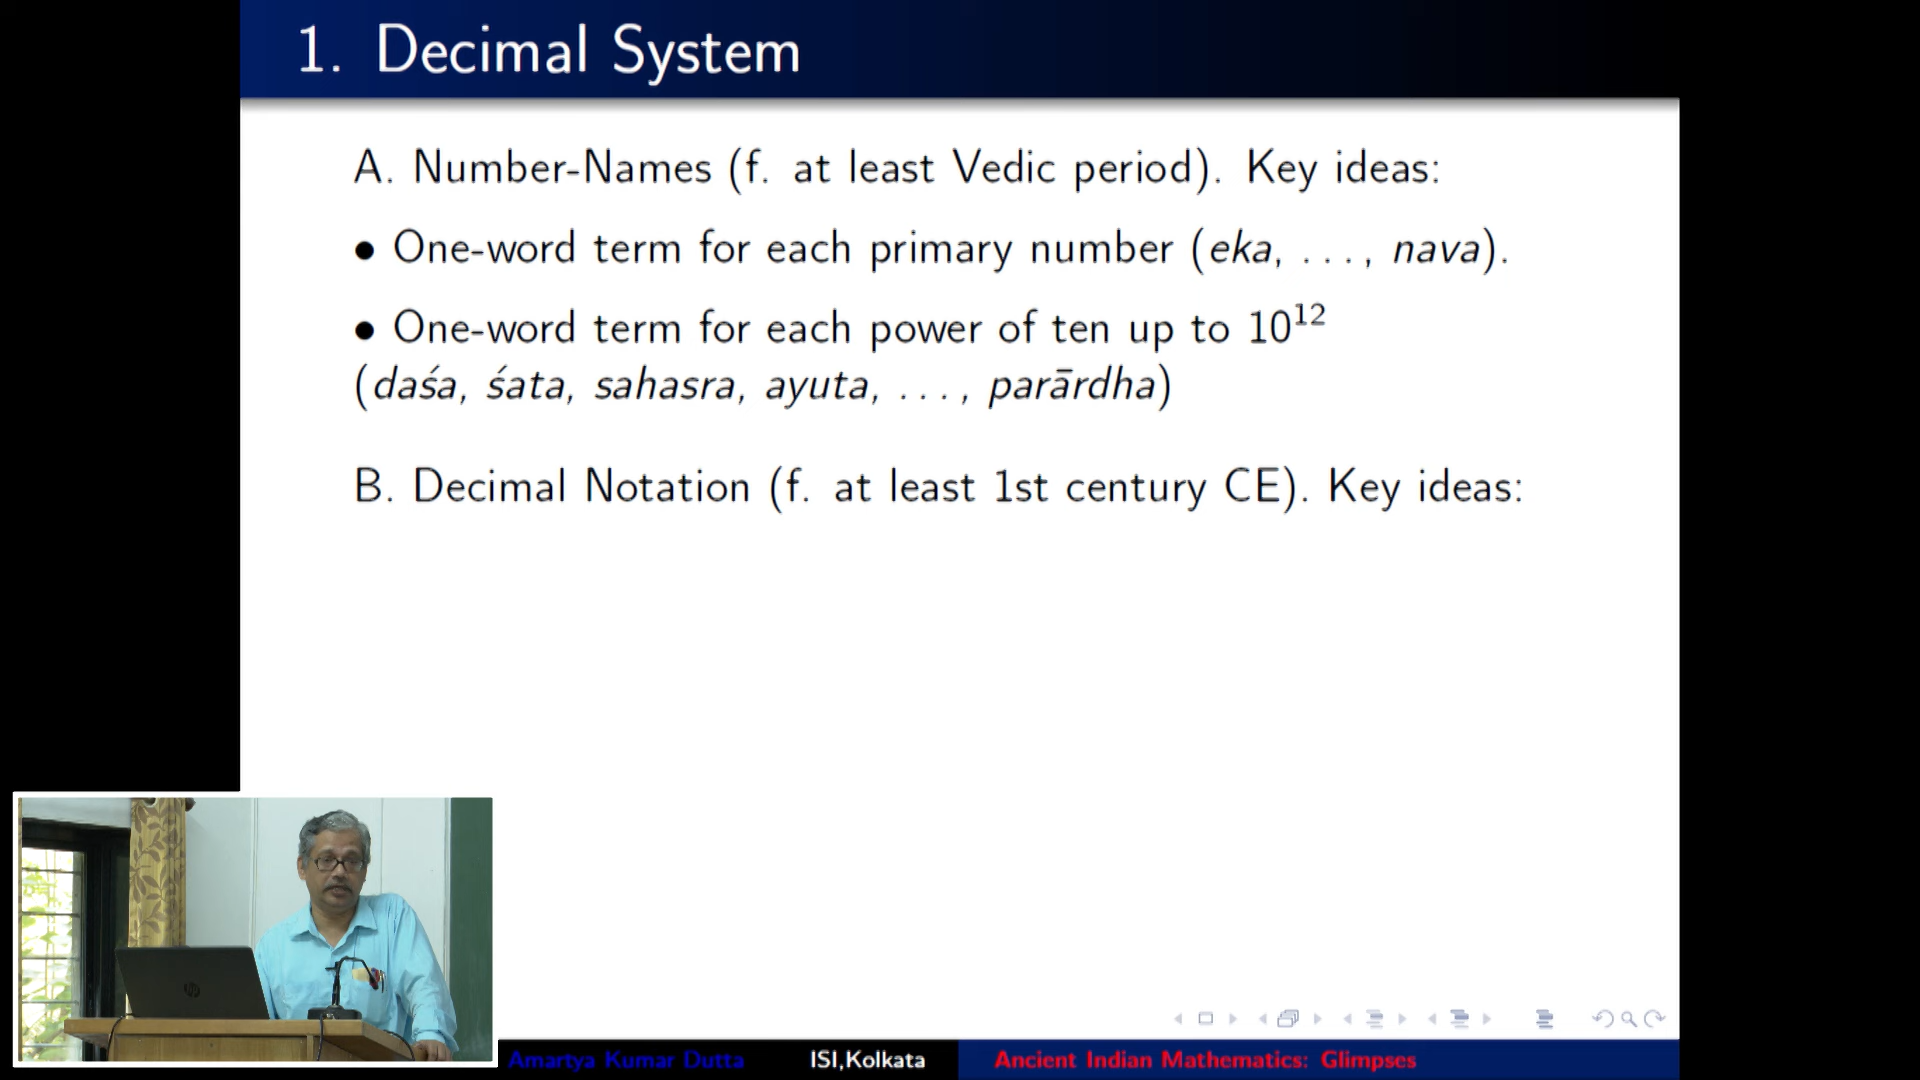 1. Decimal System
A. Number-Names (f. at least Vedic period). Key ideas:
• One-word term for each primary number (eka, ..., nava).
• One-word term for each power of ten up to 10¹²
(daśa, śata, sahasra, ayuta, ..., parārdha)
B. Decimal Notation (f. at least 1st century CE). Key ideas:
Amartya Kumar Dutta ISI,Kolkata Ancient Indian Mathematics: Glimpses